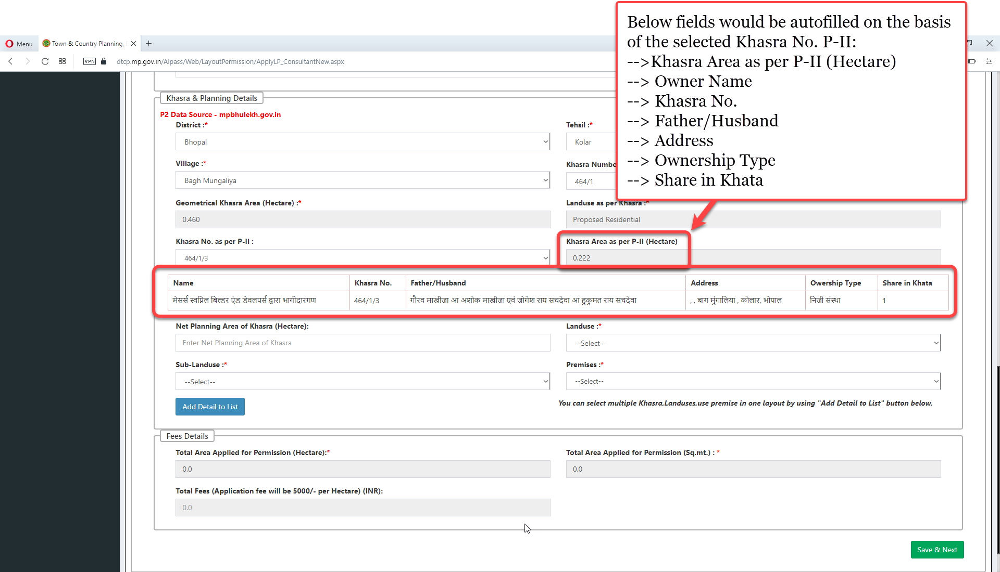 Below fields would be autofilled on the basis
of the selected Khasra No. P-II:
-->Khasra Area as per P-II (Hectare)
--> Owner Name
--> Khasra No.
--> Father/Husband
--> Address
--> Ownership Type
--> Share in Khata
Menu
Town & Country Planning,
VPN
dtcp.mp.gov.in/Alpass/Web/LayoutPermission/ApplyLP_ConsultantNew.aspx
Khasra & Planning Details
P2 Data Source - mpbhulekh.gov.in
District :*
Tehsil :*
Bhopal
Kolar
Village :*
Khasra Numbe
Bagh Mungaliya
464/1
Geometrical Khasra Area (Hectare) :*
Landuse as per Khasra :*
0.460
Proposed Residential
Khasra No. as per P-II :
Khasra Area as per P-II (Hectare)
464/1/3
0.222
Name Khasra No. Father/Husband Address Owership Type Share in Khata
मेसर्स स्वप्निल बिल्डर एंड डेवलपर्स द्वारा भागीदारगण 464/1/3 गौरव माखीजा आ अशोक माखीजा एवं जोगेश राय सचदेवा आ हुकुमत राय सचदेवा , , बाग मुंगालिया , कोलार, भोपाल निजी संस्था 1
Net Planning Area of Khasra (Hectare):
Landuse :*
Enter Net Planning Area of Khasra
--Select--
Sub-Landuse :*
Premises :*
--Select--
--Select--
Add Detail to List
You can select multiple Khasra,Landuses,use premise in one layout by using "Add Detail to List" button below.
Fees Details
Total Area Applied for Permission (Hectare):*
Total Area Applied for Permission (Sq.mt.) : *
0.0
0.0
Total Fees (Application fee will be 5000/- per Hectare) (INR):
0.0
Save & Next